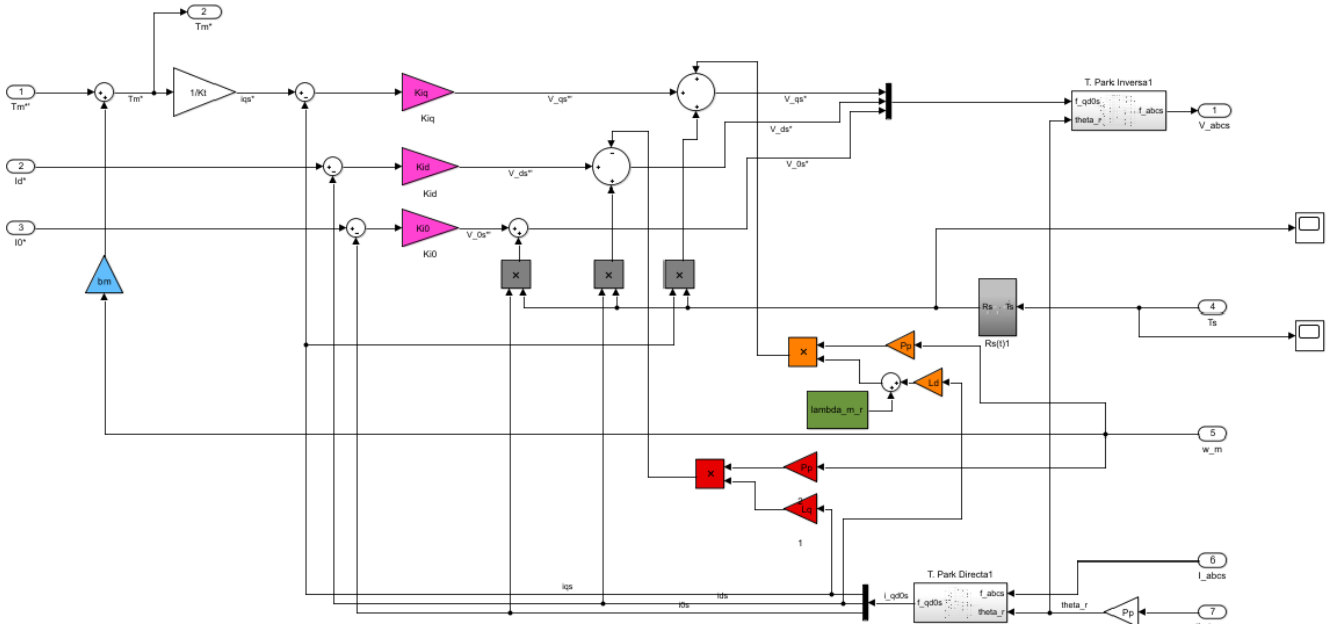 2
Tm*
T. Park Inversa1
1
Tm*'
Tm*
1/Kt
iqs*
Kiq
Kiq
V_qs*'
V_qs*
f_qd0s
f_abcs
theta_r
1
V_abcs
V_ds*
2
Id*
Kid
Kid
V_ds*'
V_0s*
3
I0*
Ki0
Ki0
V_0s*'
bm
×
×
×
Rs
Ts
Rs(t)1
4
Ts
×
Pp
Ld
lambda_m_r
5
w_m
×
Pp
2
Lq
1
6
I_abcs
T. Park Directa1
iqs
ids
i0s
i_qd0s
f_qd0s
f_abcs
theta_r
theta_r
Pp
7